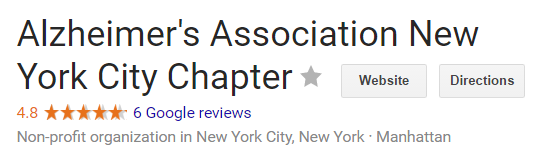 Alzheimer's Association New
York City Chapter Website Directions
4.8 6 Google reviews
Non-profit organization in New York City, New York · Manhattan